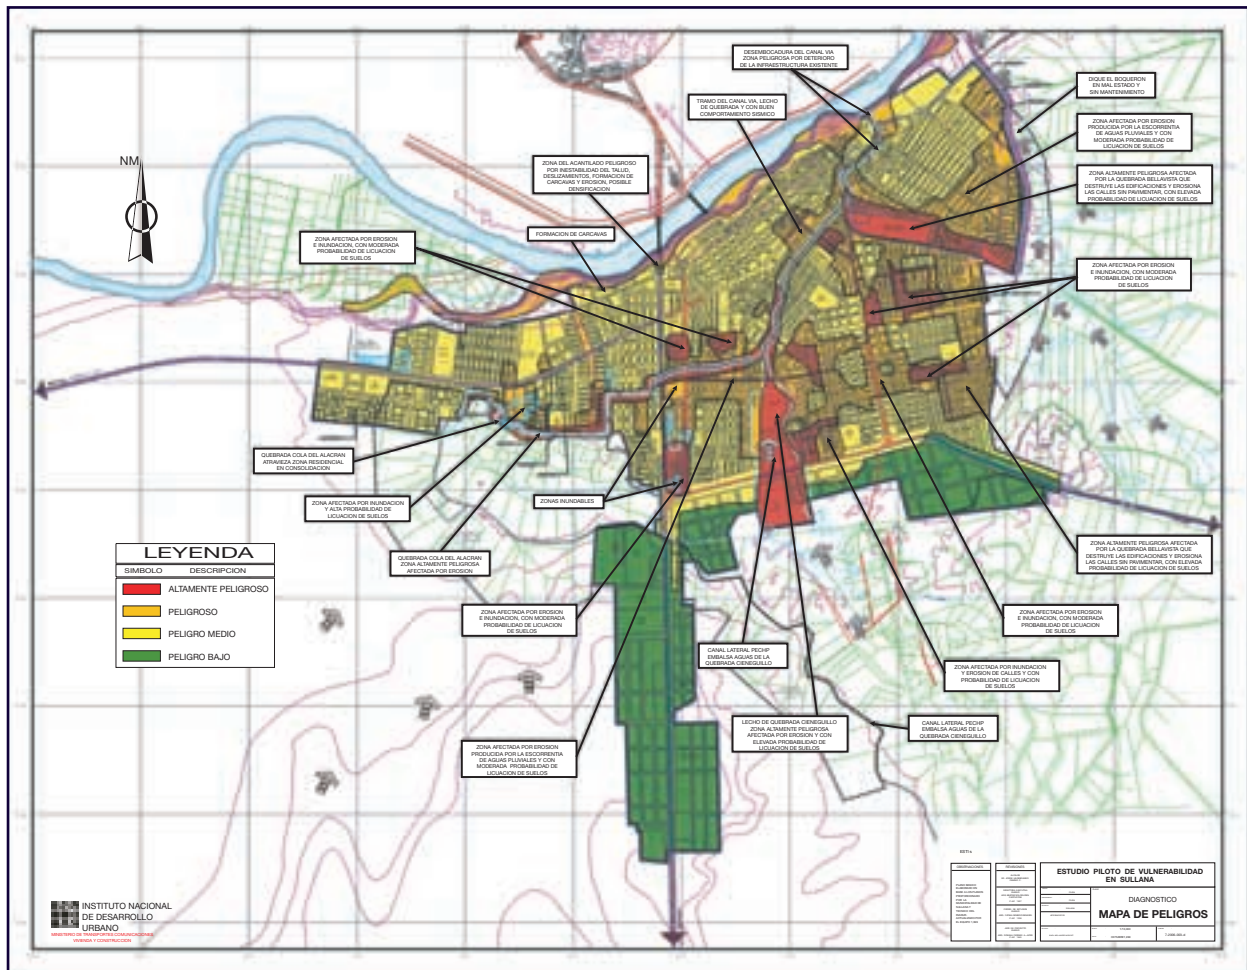 DESEMBOCADURA DEL CANAL VIA
ZONA PELIGROSA POR DETERIORO
DE LA INFRAESTRUCTURA EXISTENTE
DIQUE EL BOQUERON
EN MAL ESTADO Y
SIN MANTENIMIENTO
TRAMO DEL CANAL VIA, LECHO
DE QUEBRADA Y CON BUEN
COMPORTAMIENTO SISMICO
ZONA AFECTADA POR EROSION
PRODUCIDA POR LA ESCORRENTIA
DE AGUAS PLUVIALES Y CON
MODERADA PROBABILIDAD DE
LICUACION DE SUELOS
NM
ZONA DEL ACANTILADO PELIGROSO
POR INESTABILIDAD DEL TALUD,
DESLIZAMIENTOS, FORMACION DE
CARCAVAS Y EROSION, POSIBLE
DENSIFICACION
ZONA ALTAMENTE PELIGROSA AFECTADA
POR LA QUEBRADA BELLAVISTA QUE
DESTRUYE LAS EDIFICACIONES Y EROSIONA
LAS CALLES SIN PAVIMENTAR, CON ELEVADA
PROBABILIDAD DE LICUACION DE SUELOS
FORMACION DE CARCAVAS
ZONA AFECTADA POR EROSION
E INUNDACION, CON MODERADA
PROBABILIDAD DE LICUACION
DE SUELOS
ZONA AFECTADA POR EROSION
E INUNDACION, CON MODERADA
PROBABILIDAD DE LICUACION
DE SUELOS
QUEBRADA COLA DEL ALACRAN
ATRAVIEZA ZONA RESIDENCIAL
EN CONSOLIDACION
ZONA AFECTADA POR INUNDACION
Y ALTA PROBABILIDAD DE
LICUACION DE SUELOS
ZONAS INUNDABLES
QUEBRADA COLA DEL ALACRAN
ZONA ALTAMENTE PELIGROSA
AFECTADA POR EROSION
ZONA ALTAMENTE PELIGROSA AFECTADA
POR LA QUEBRADA BELLAVISTA QUE
DESTRUYE LAS EDIFICACIONES Y EROSIONA
LAS CALLES SIN PAVIMENTAR, CON ELEVADA
PROBABILIDAD DE LICUACION DE SUELOS
LEYENDA
SIMBOLO DESCRIPCION
ALTAMENTE PELIGROSO
PELIGROSO
PELIGRO MEDIO
PELIGRO BAJO
ZONA AFECTADA POR EROSION
E INUNDACION, CON MODERADA
PROBABILIDAD DE LICUACION
DE SUELOS
ZONA AFECTADA POR EROSION
E INUNDACION, CON MODERADA
PROBABILIDAD DE LICUACION
DE SUELOS
CANAL LATERAL PECHP
EMBALSA AGUAS DE LA
QUEBRADA CIENEGUILLO
ZONA AFECTADA POR INUNDACION
Y EROSION DE CALLES Y CON
PROBABILIDAD DE LICUACION
DE SUELOS
ZONA AFECTADA POR EROSION
PRODUCIDA POR LA ESCORRENTIA
DE AGUAS PLUVIALES Y CON
MODERADA PROBABILIDAD DE
LICUACION DE SUELOS
LECHO DE QUEBRADA CIENEGUILLO
ZONA ALTAMENTE PELIGROSA
AFECTADA POR EROSION Y CON
ELEVADA PROBABILIDAD DE
LICUACION DE SUELOS
CANAL LATERAL PECHP
EMBALSA AGUAS DE LA
QUEBRADA CIENEGUILLO
INSTITUTO NACIONAL
DE DESARROLLO
URBANO
MINISTERIO DE TRANSPORTES, COMUNICACIONES,
VIVIENDA Y CONSTRUCCION
ESTUDIO PILOTO DE VULNERABILIDAD
EN SULLANA
DIAGNOSTICO
MAPA DE PELIGROS